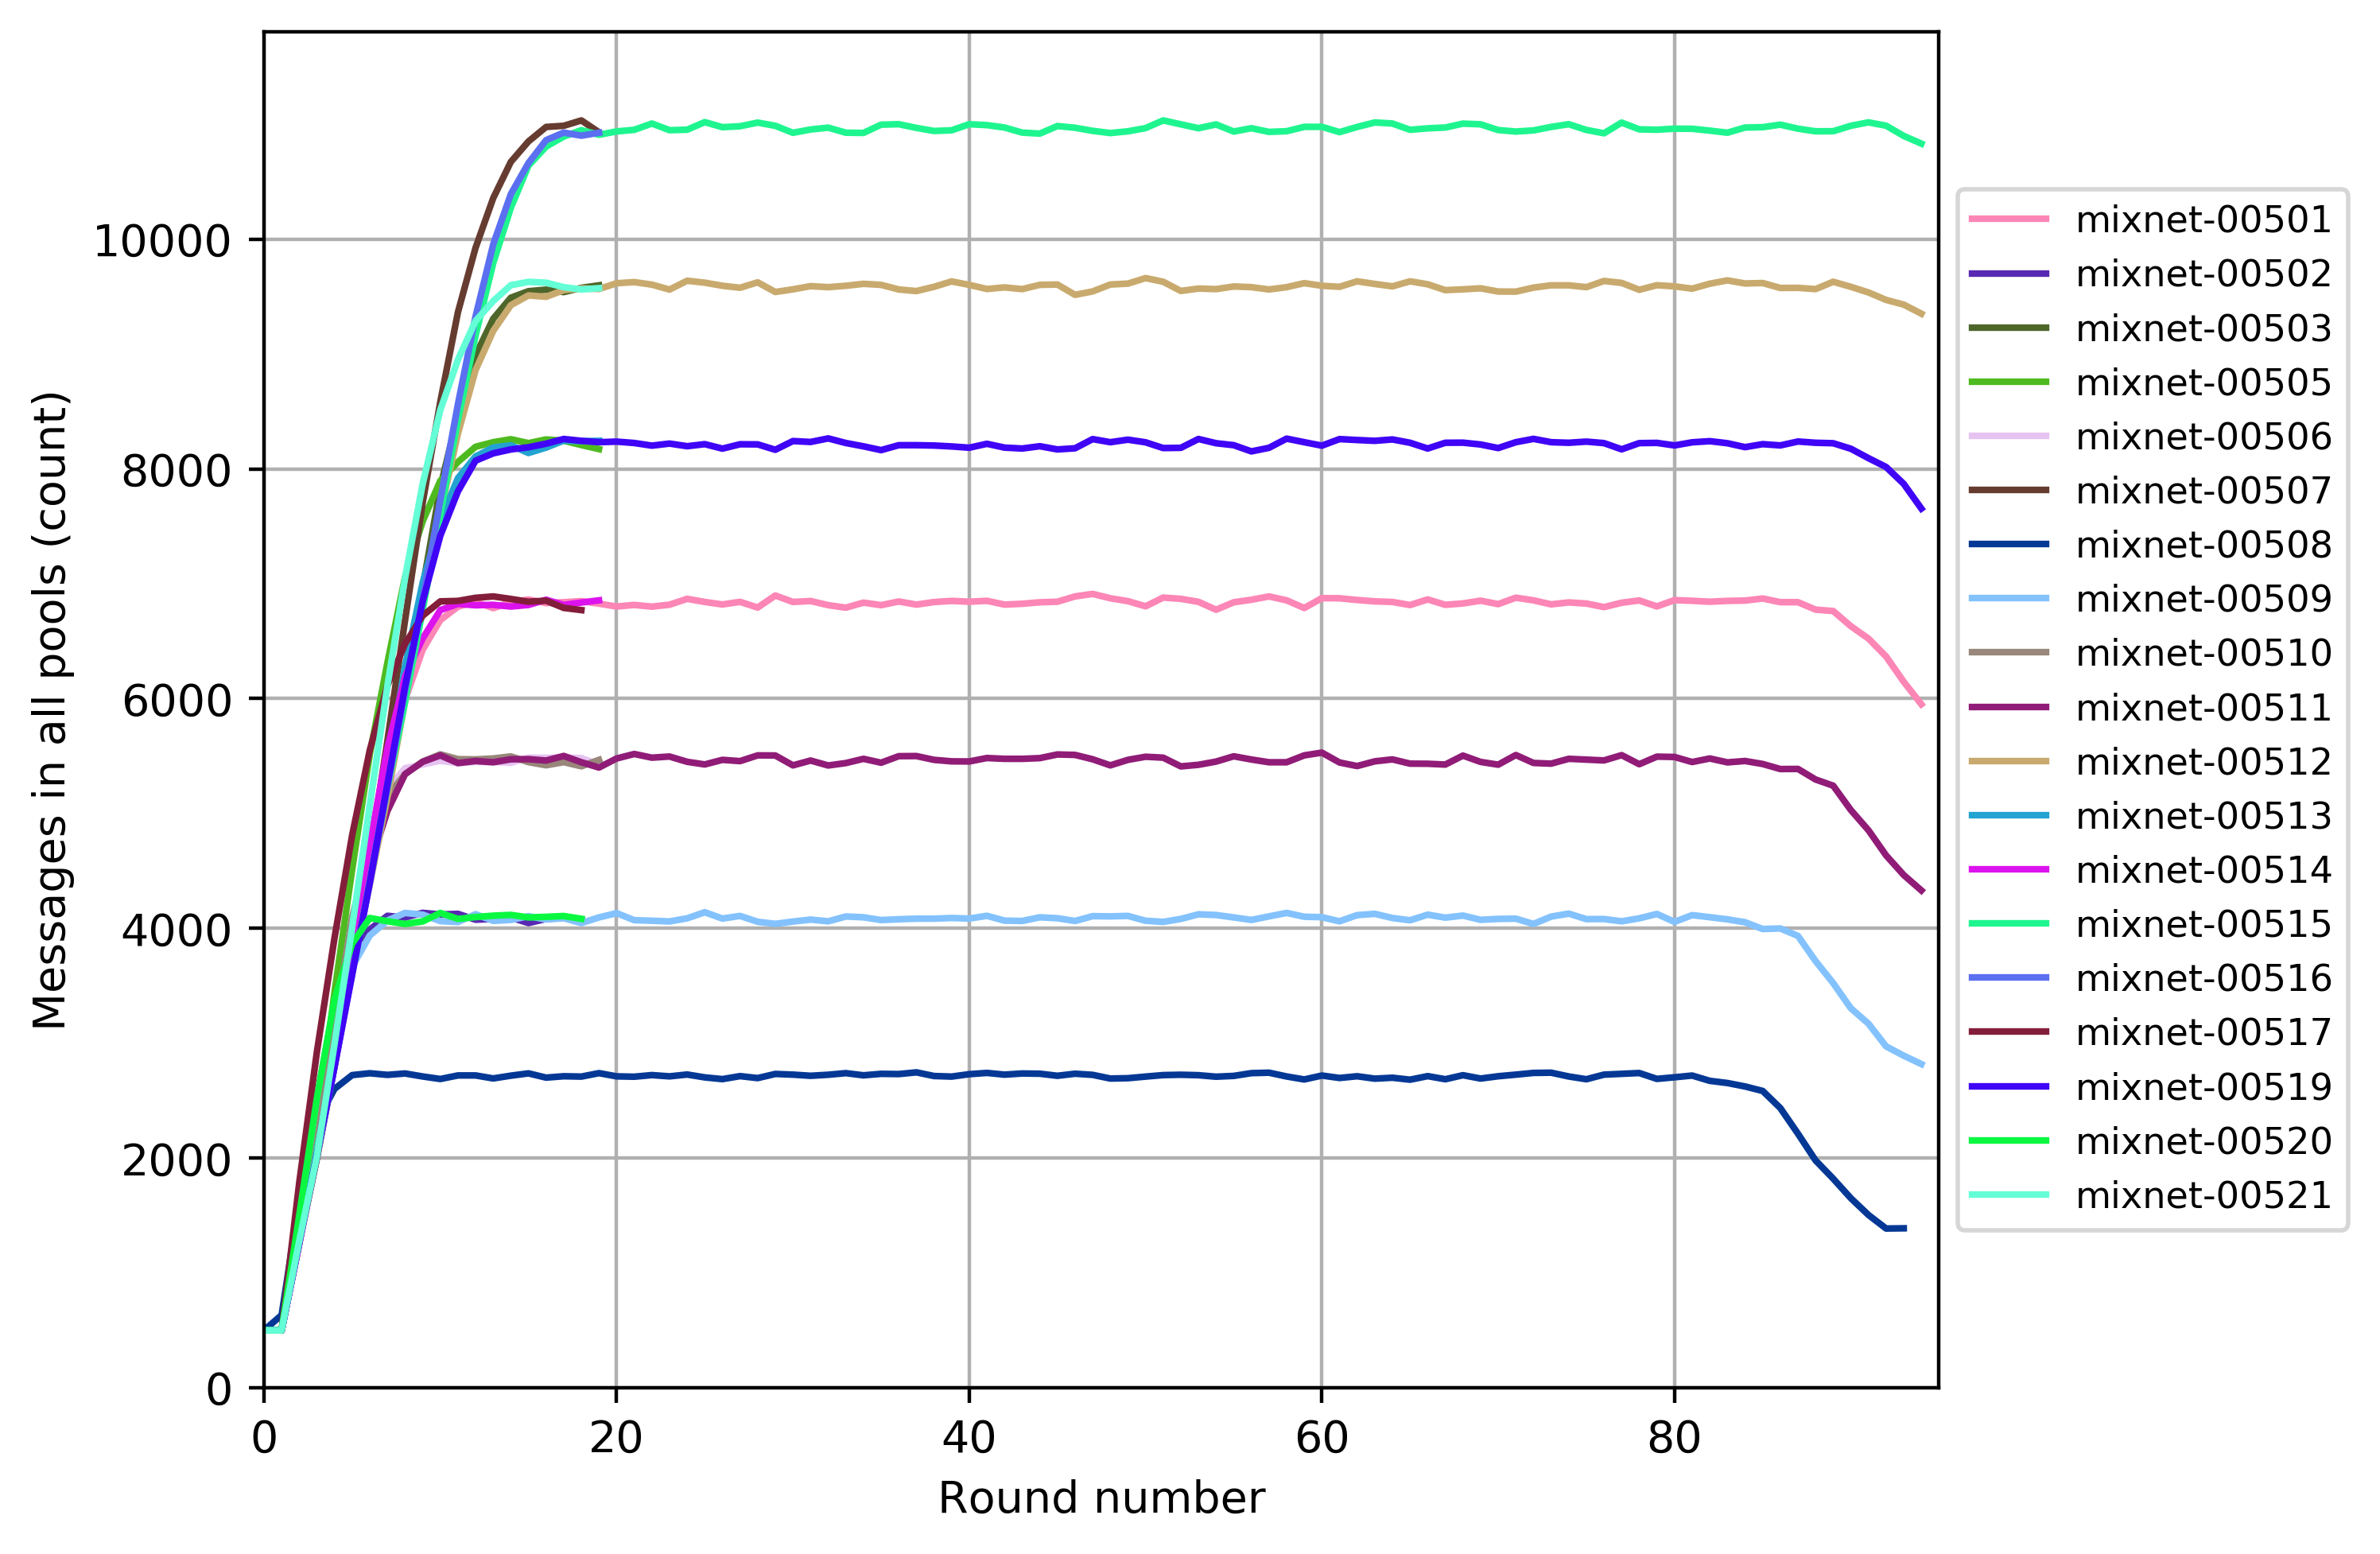 Messages in all pools (count)
10000
8000
6000
4000
2000
0
0 20 40 60 80
Round number
mixnet-00501
mixnet-00502
mixnet-00503
mixnet-00505
mixnet-00506
mixnet-00507
mixnet-00508
mixnet-00509
mixnet-00510
mixnet-00511
mixnet-00512
mixnet-00513
mixnet-00514
mixnet-00515
mixnet-00516
mixnet-00517
mixnet-00519
mixnet-00520
mixnet-00521